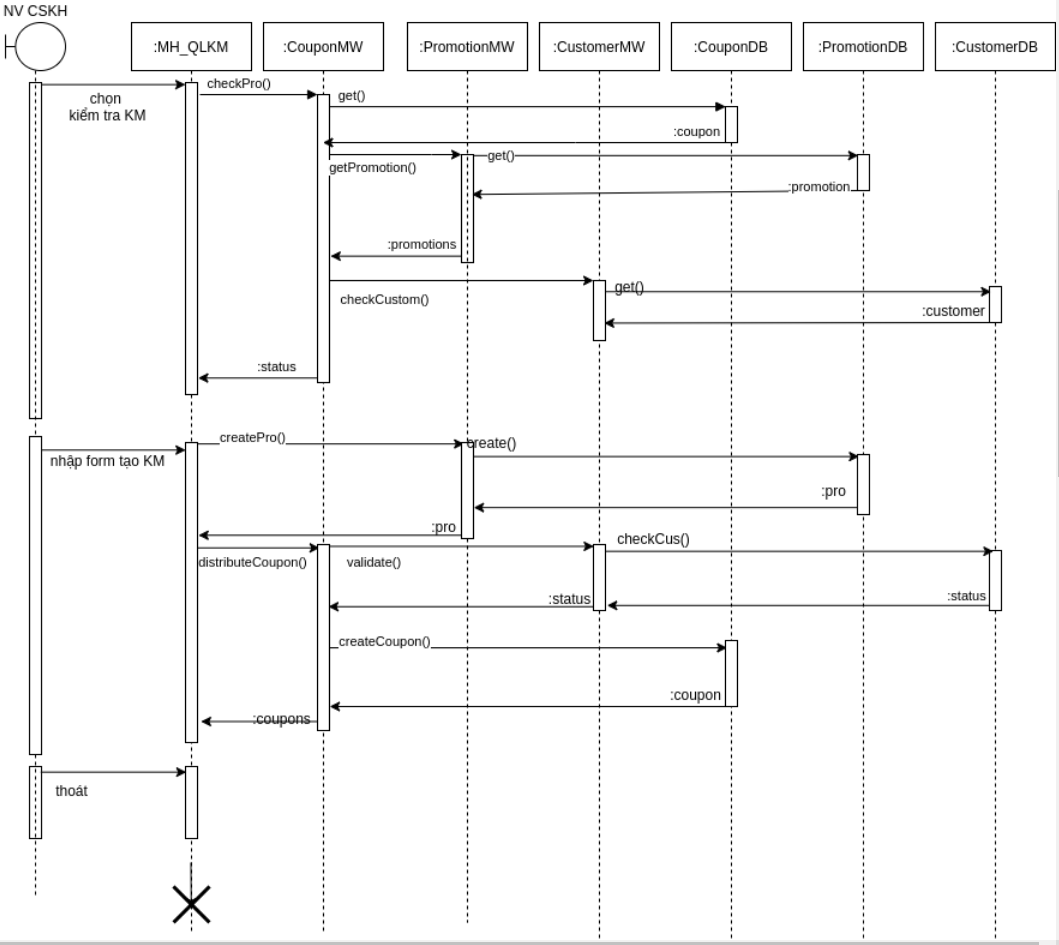 NV CSKH
:MH_QLKM
:CouponMW
:PromotionMW
:CustomerMW
:CouponDB
:PromotionDB
:CustomerDB
checkPro()
get()
chọn
kiểm tra KM
:coupon
getPromotion()
get()
:promotion
:promotions
checkCustom()
get()
:customer
:status
createPro()
create()
nhập form tạo KM
:pro
:pro
distributeCoupon()
validate()
checkCus()
:status
:status
createCoupon()
:coupon
:coupons
thoát